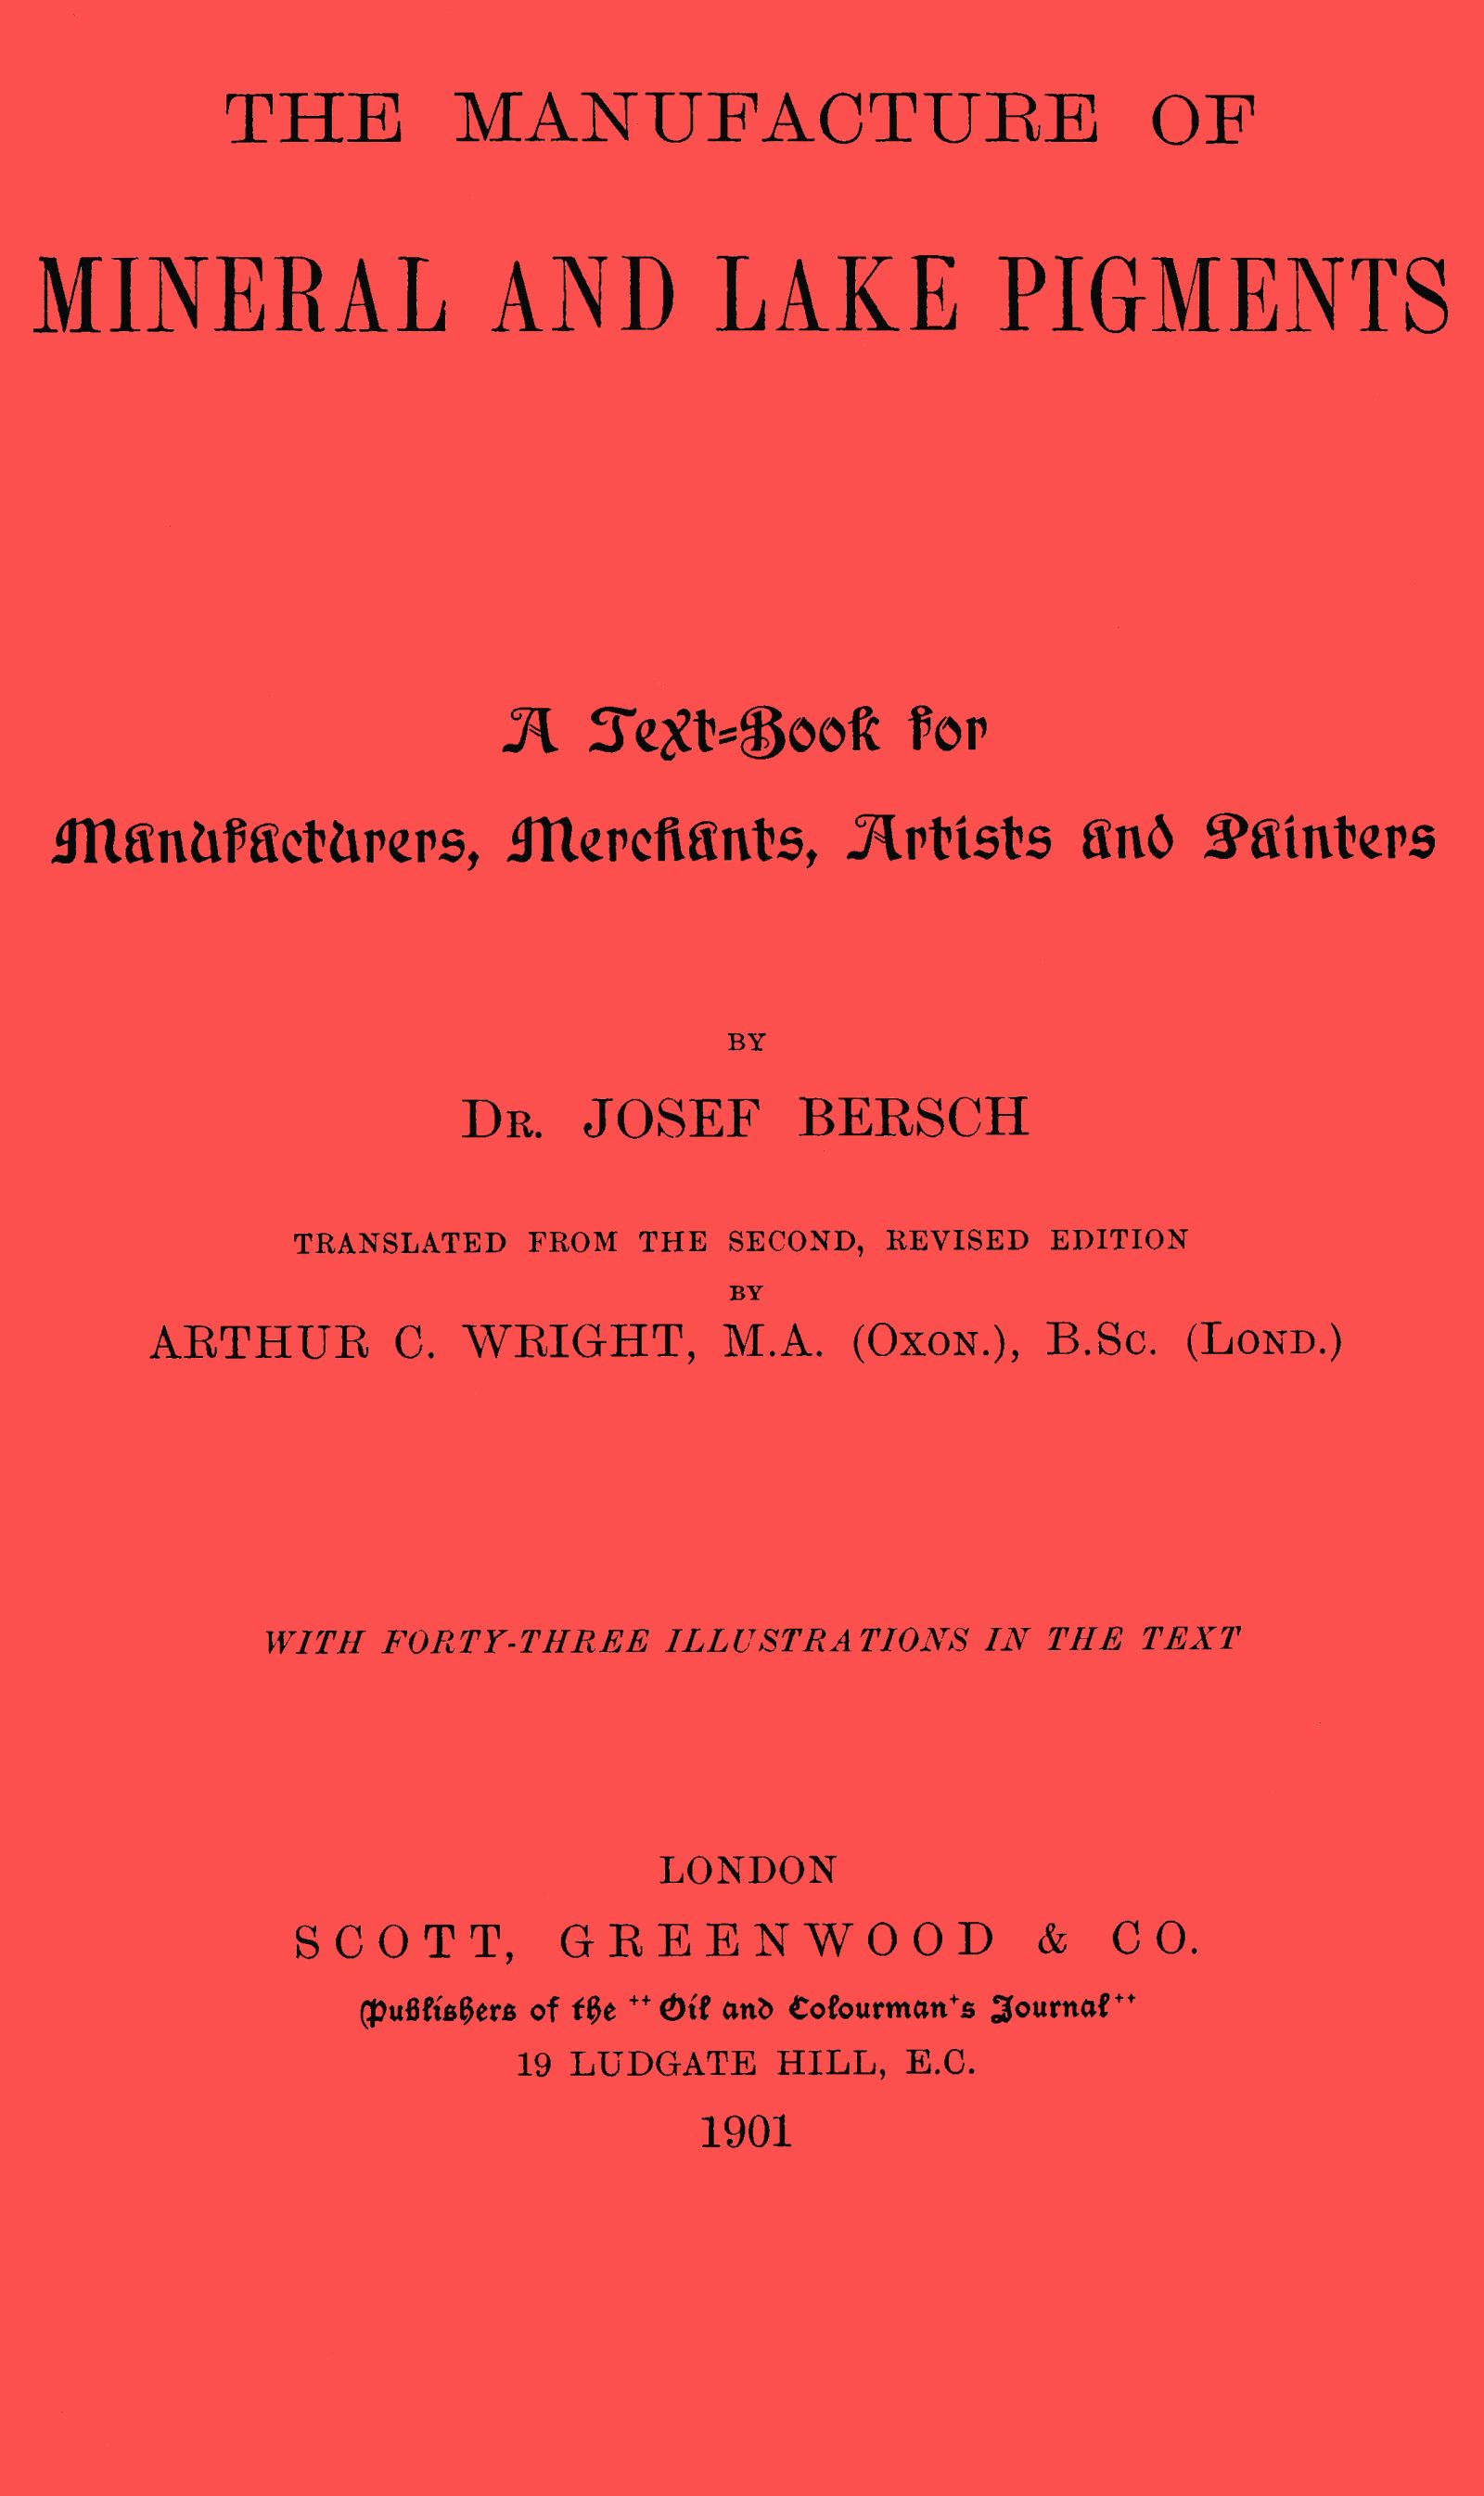 THE MANUFACTURE OF
MINERAL AND LAKE PIGMENTS
A Text=Book for
Manufacturers, Merchants, Artists and Painters
BY
DR. JOSEF BERSCH
TRANSLATED FROM THE SECOND, REVISED EDITION
BY
ARTHUR C. WRIGHT, M.A. (OXON.), B.SC. (LOND.)
WITH FORTY-THREE ILLUSTRATIONS IN THE TEXT
LONDON
SCOTT, GREENWOOD & CO.
Publishers of the "Oil and Colourman's Journal"
19 LUDGATE HILL, E.C.
1901